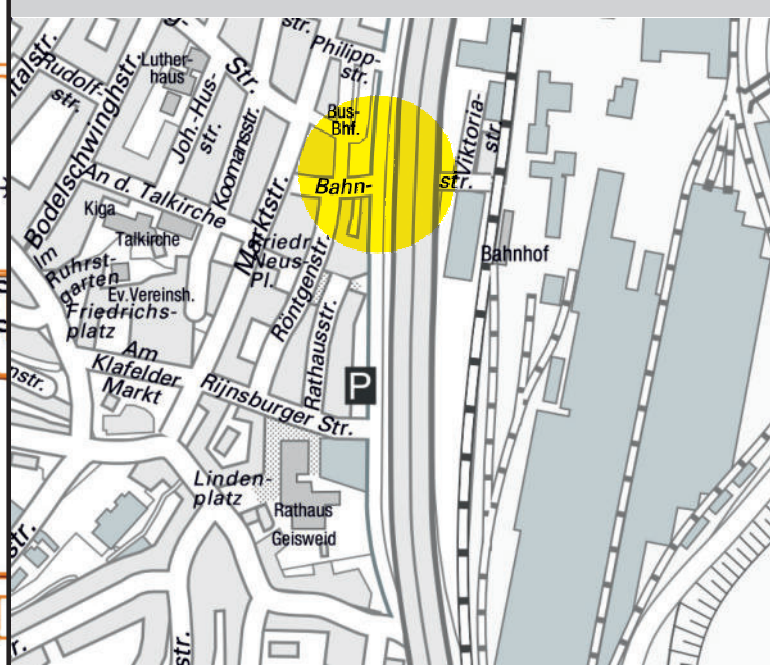 str.
Philipp-
str.
Luther-
haus
Str.
Rudolf-
str.
Bodelschwinghstr.
Joh.-Hus-
str.
Koomansstr.
Bus-
Bhf.
Viktoria-
str.
Bahn-
str.
An d. Talkirche
Kiga
Talkirche
Marktstr.
Friedr.
Neus-
Pl.
Bahnhof
Im
Ruhrst-
garten
Ev.Vereinsh.
Friedrichs-
platz
Röntgenstr.
Rathausstr.
Am
Klafelder
Markt
P
Rijnsburger Str.
nstr.
Linden-
platz
Rathaus
Geisweid
str.
str.
r.